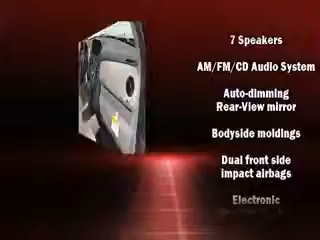 7 Speakers
AM/FM/CD Audio System
Auto-dimming
Rear-View mirror
Bodyside moldings
Dual front side
impact airbags
Electronic